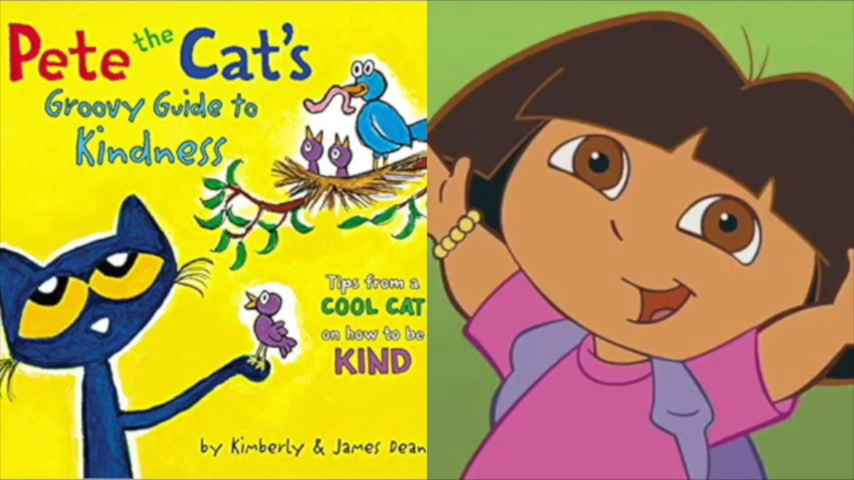 Pete the Cat's
Groovy Guide to
Kindness
Tips from a
COOL CAT
on how to be
KIND
by Kimberly & James Dean